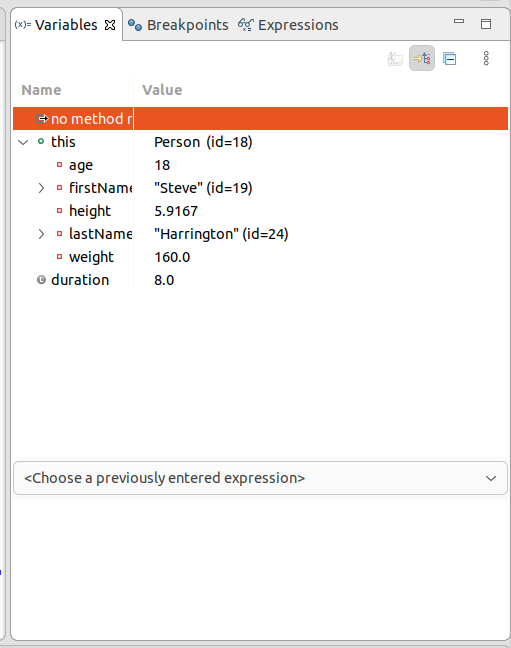 (x)= Variables Breakpoints Expressions
Name Value
no method r
this Person (id=18)
age 18
firstName "Steve" (id=19)
height 5.9167
lastName "Harrington" (id=24)
weight 160.0
duration 8.0
<Choose a previously entered expression>